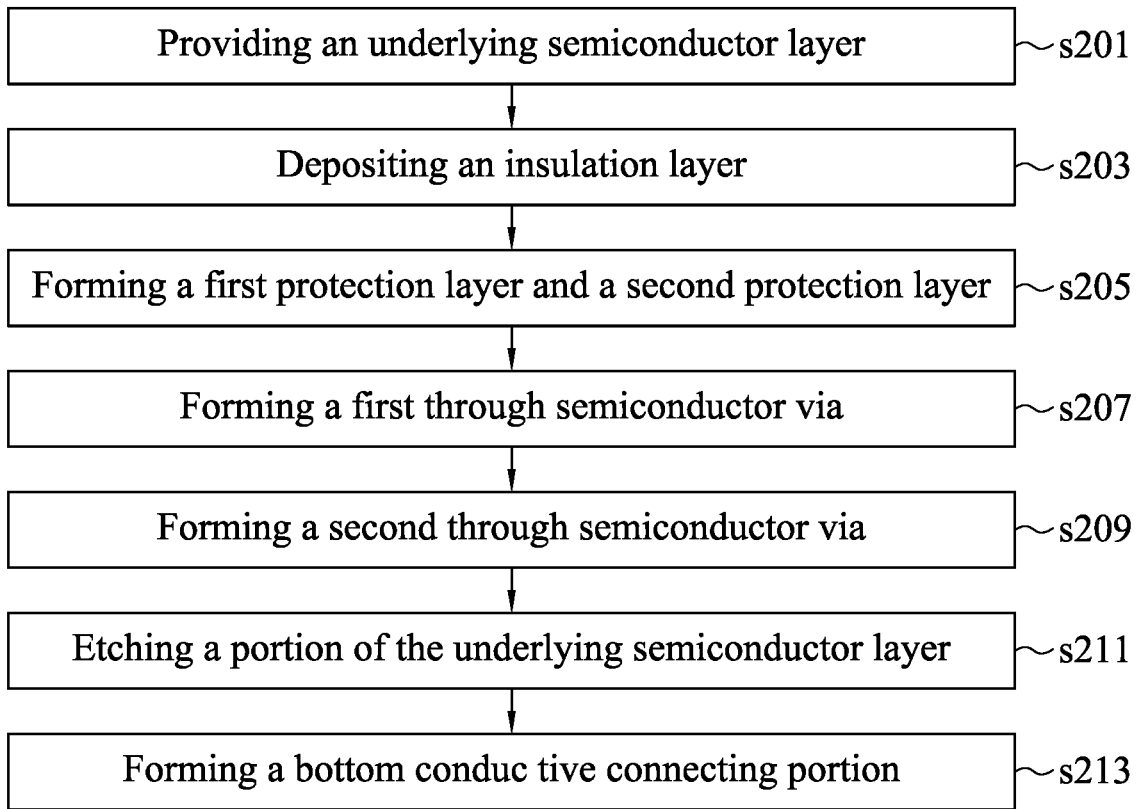 Providing an underlying semiconductor layer s201
Depositing an insulation layer s203
Forming a first protection layer and a second protection layer s205
Forming a first through semiconductor via s207
Forming a second through semiconductor via s209
Etching a portion of the underlying semiconductor layer s211
Forming a bottom conduc tive connecting portion s213